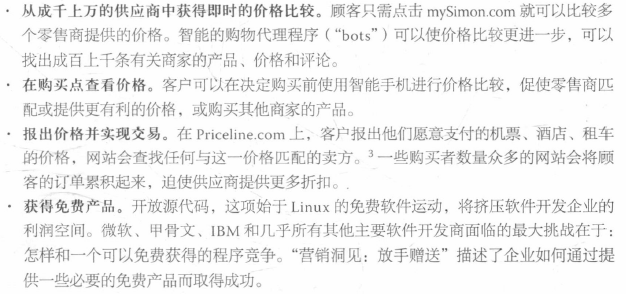 · 从成千上万的供应商中获得即时的价格比较。顾客只需点击 mySimon.com 就可以比较多
个零售商提供的价格。智能的购物代理程序（“bots”）可以使价格比较更进一步，可以
找出成百上千条有关商家的产品、价格和评论。
· 在购买点查看价格。客户可以在决定购买前使用智能手机进行价格比较，促使零售商匹
配或提供更有利的价格，或购买其他商家的产品。
· 报出价格并实现交易。在 Priceline.com 上，客户报出他们愿意支付的机票、酒店、租车
的价格，网站会查找任何与这一价格匹配的卖方。³ 一些购买者数量众多的网站会将顾
客的订单累积起来，迫使供应商提供更多折扣。
· 获得免费产品。开放源代码，这项始于 Linux 的免费软件运动，将挤压软件开发企业的
利润空间。微软、甲骨文、IBM 和几乎所有其他主要软件开发商面临的最大挑战在于：
怎样和一个可以免费获得的程序竞争。“营销洞见：放手赠送”描述了企业如何通过提
供一些必要的免费产品而取得成功。